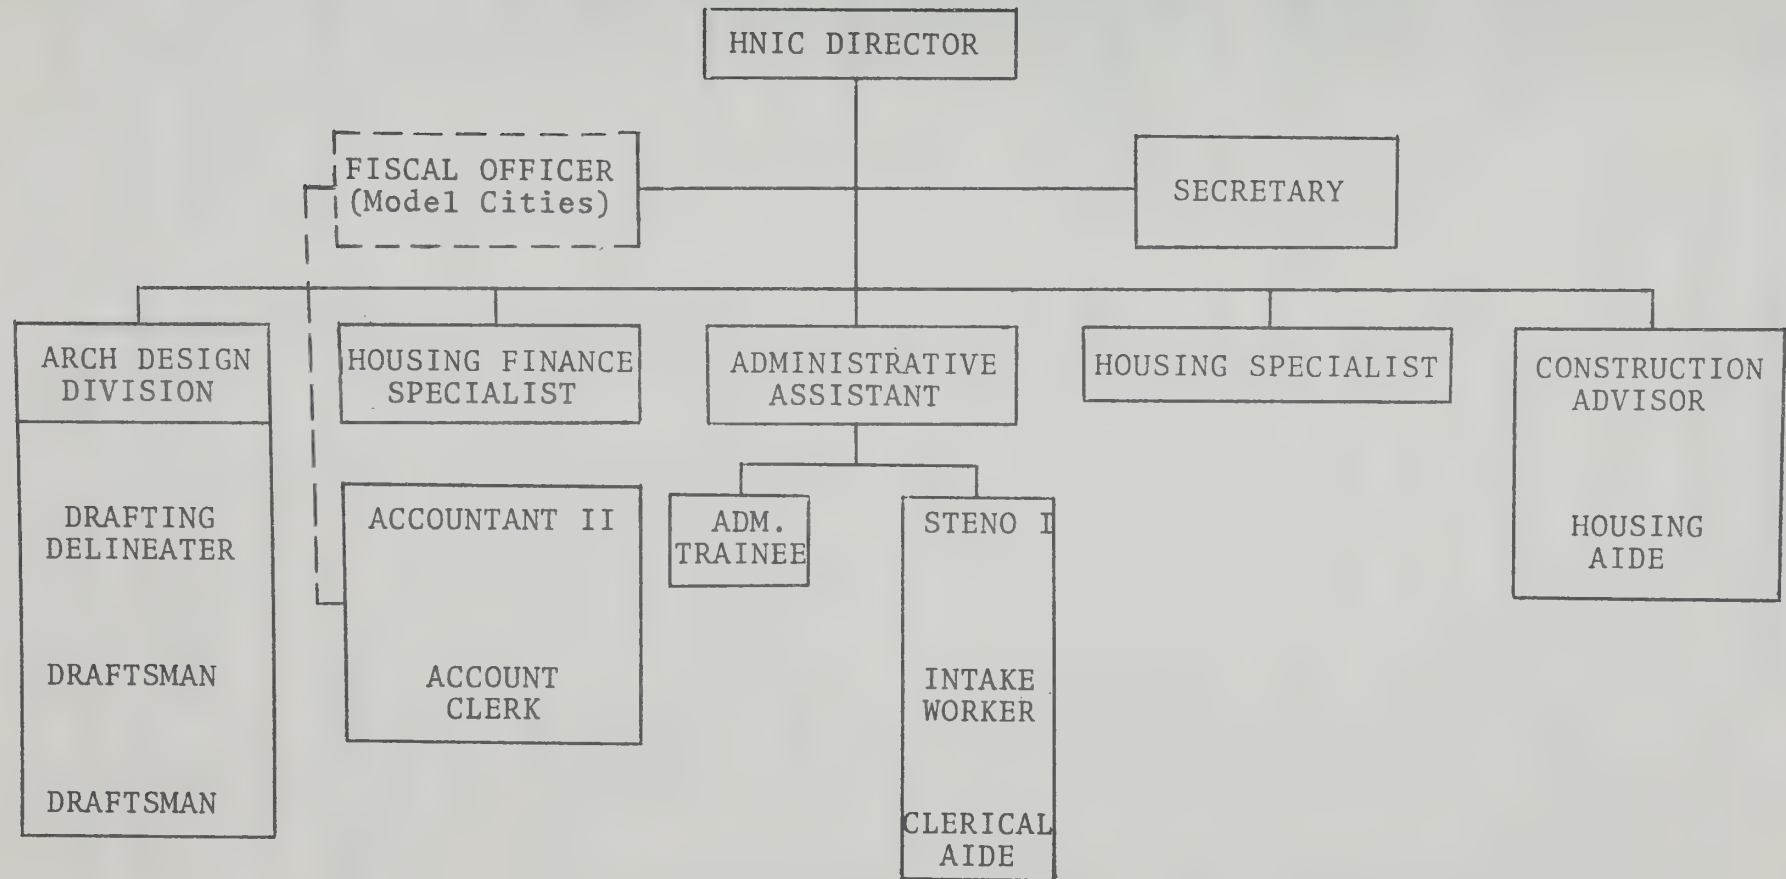 HNIC DIRECTOR
FISCAL OFFICER
(Model Cities)
SECRETARY
ARCH DESIGN
DIVISION
HOUSING FINANCE
SPECIALIST
ADMINISTRATIVE
ASSISTANT
HOUSING SPECIALIST
CONSTRUCTION
ADVISOR
DRAFTING
DELINEATER
ACCOUNTANT II
ADM.
TRAINEE
STENO I
HOUSING
AIDE
DRAFTSMAN
ACCOUNT
CLERK
INTAKE
WORKER
DRAFTSMAN
CLERICAL
AIDE